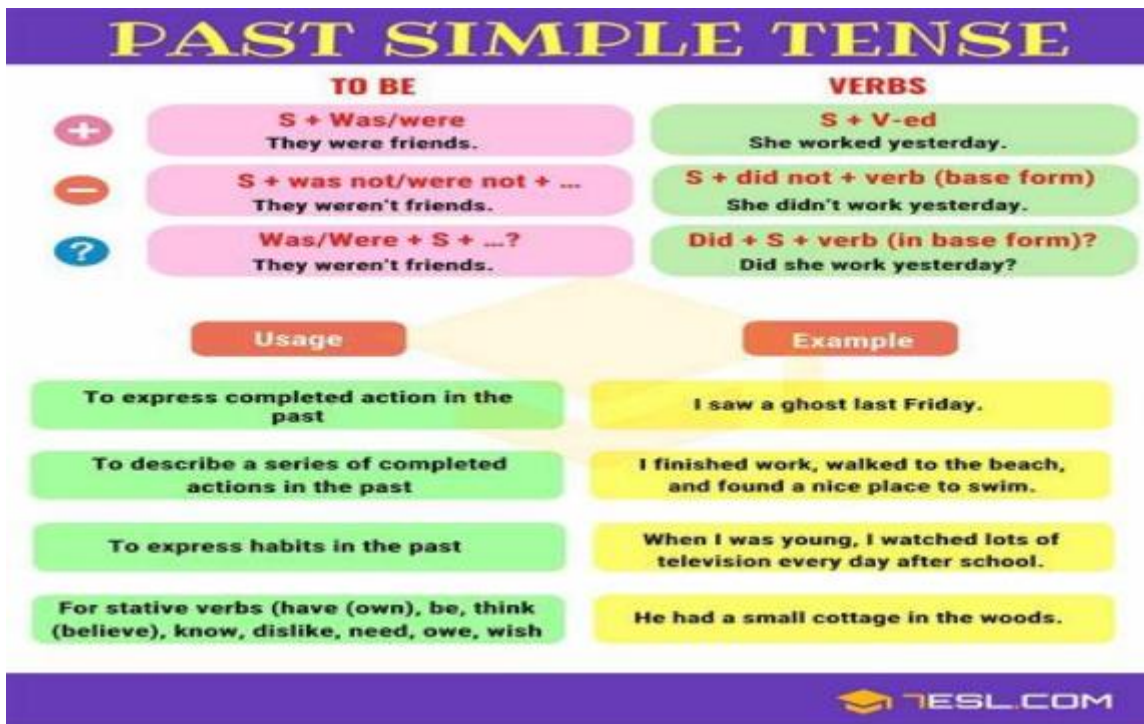 PAST SIMPLE TENSE
TO BE
VERBS
+
S + Was/were
They were friends.
S + V-ed
She worked yesterday.
−
S + was not/were not + ...
They weren't friends.
S + did not + verb (base form)
She didn't work yesterday.
?
Was/Were + S + ...?
They weren't friends.
Did + S + verb (in base form)?
Did she work yesterday?
Usage
Example
To express completed action in the
past
I saw a ghost last Friday.
To describe a series of completed
actions in the past
I finished work, walked to the beach,
and found a nice place to swim.
To express habits in the past
When I was young, I watched lots of
television every day after school.
For stative verbs (have (own), be, think
(believe), know, dislike, need, owe, wish
He had a small cottage in the woods.
7ESL.COM